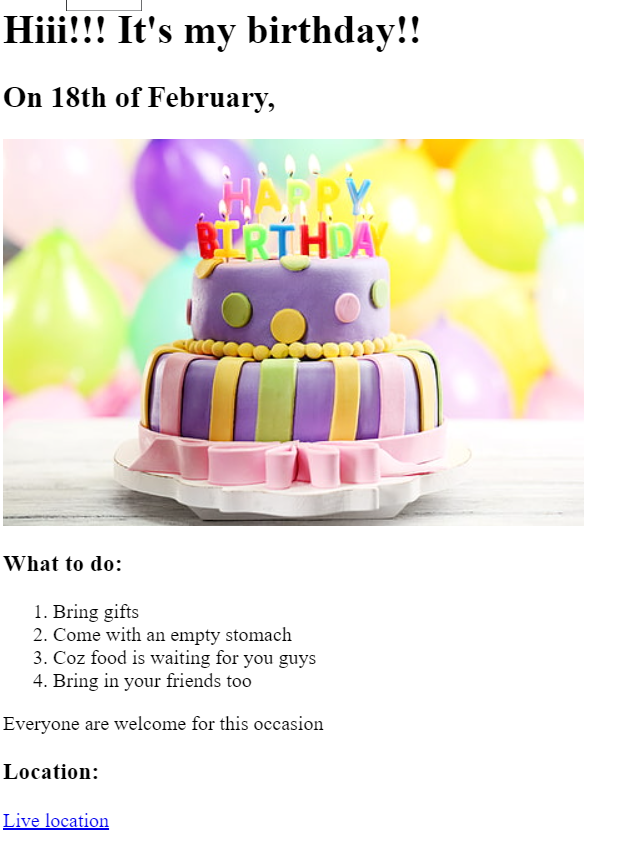 Hiii!!! It's my birthday!!
On 18th of February,
HAPPY
BIRTHDAY
What to do:
1. Bring gifts
2. Come with an empty stomach
3. Coz food is waiting for you guys
4. Bring in your friends too
Everyone are welcome for this occasion
Location:
Live location